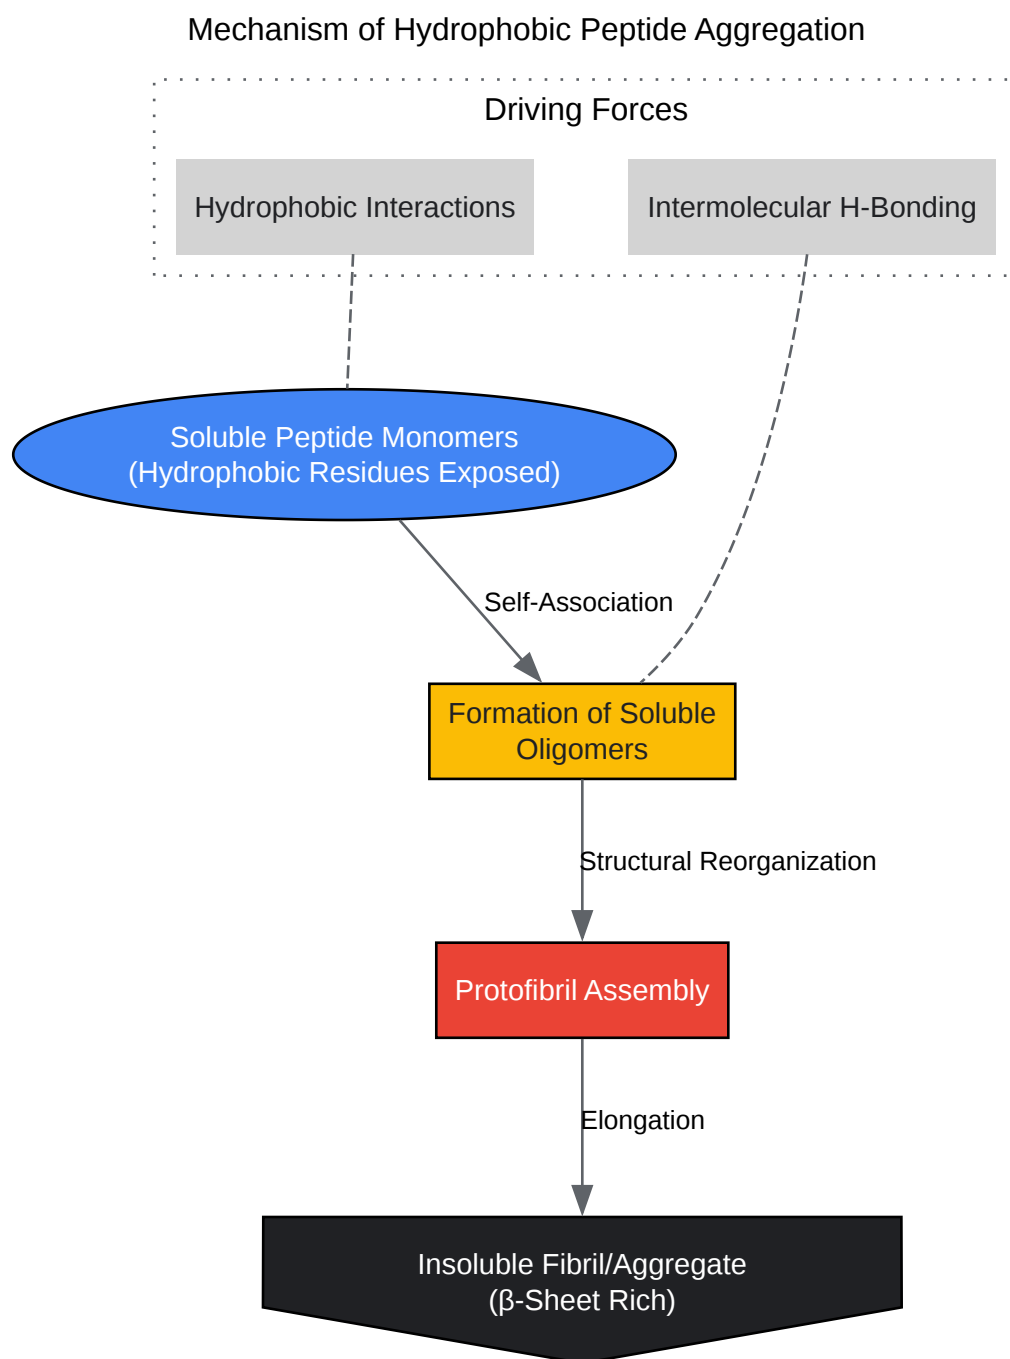 Mechanism of Hydrophobic Peptide Aggregation
Driving Forces
Hydrophobic Interactions
Intermolecular H-Bonding
Soluble Peptide Monomers
(Hydrophobic Residues Exposed)
Self-Association
Formation of Soluble
Oligomers
Structural Reorganization
Protofibril Assembly
Elongation
Insoluble Fibril/Aggregate
(β-Sheet Rich)